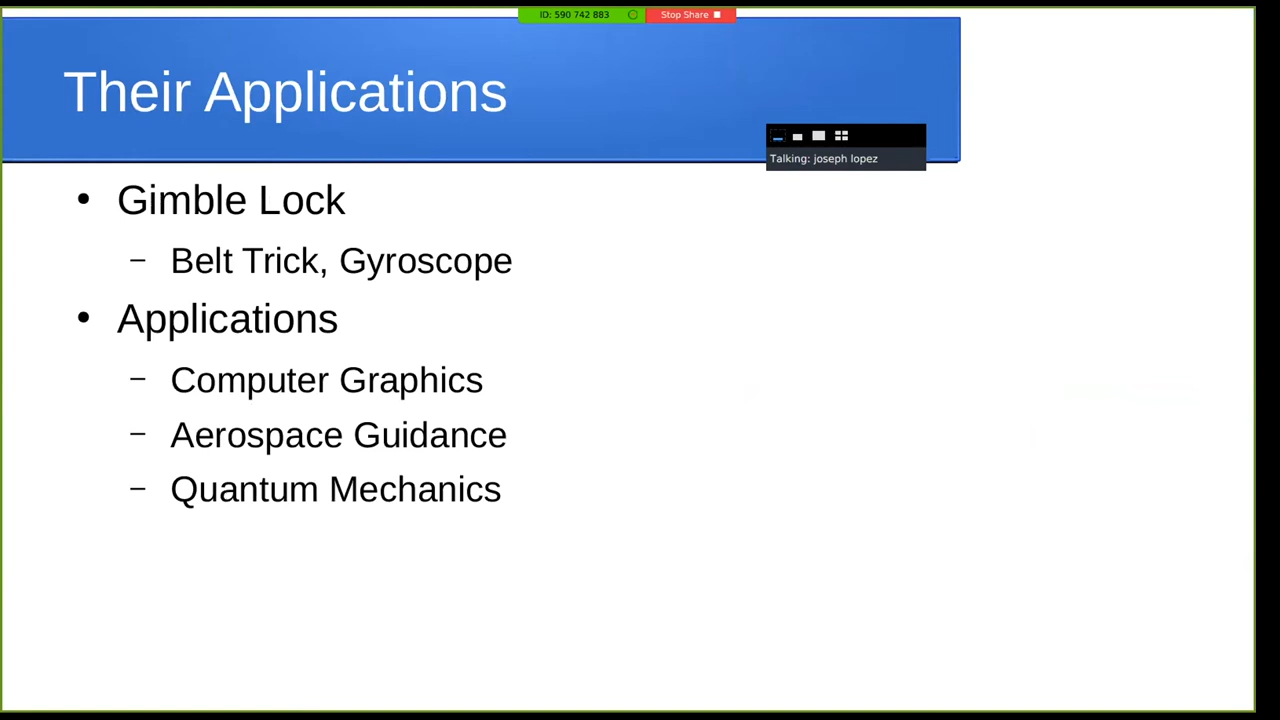 ID: 590 742 883 Stop Share
Their Applications
Talking: joseph lopez
• Gimble Lock
– Belt Trick, Gyroscope
• Applications
– Computer Graphics
– Aerospace Guidance
– Quantum Mechanics